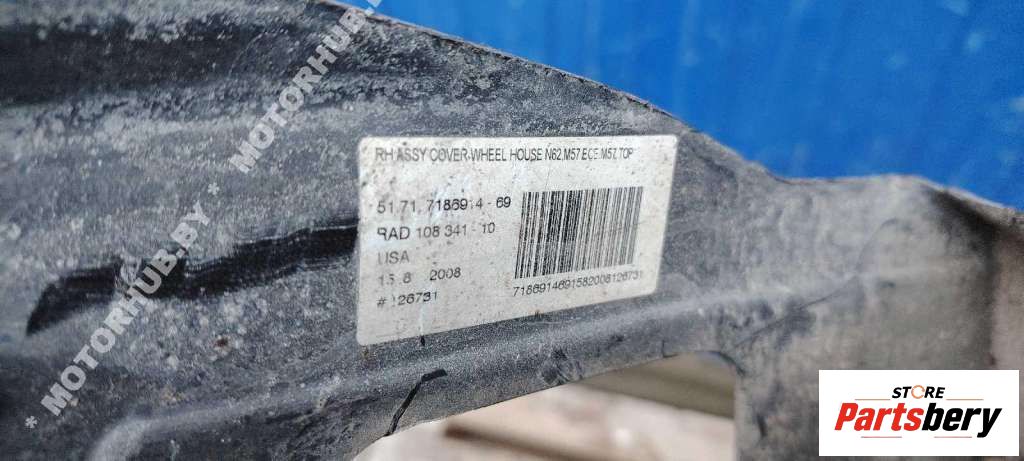 RH ASSY COVER-WHEEL HOUSE N62,M57 ECE,M57,TOP
51.71, 7186914 - 69
RAD 108 341 - 10
USA
15 8 2008
# 126731
718691469158200812673​1
* MOTORHUB.BY * MOTORHUB.BY
STORE
Partsbery